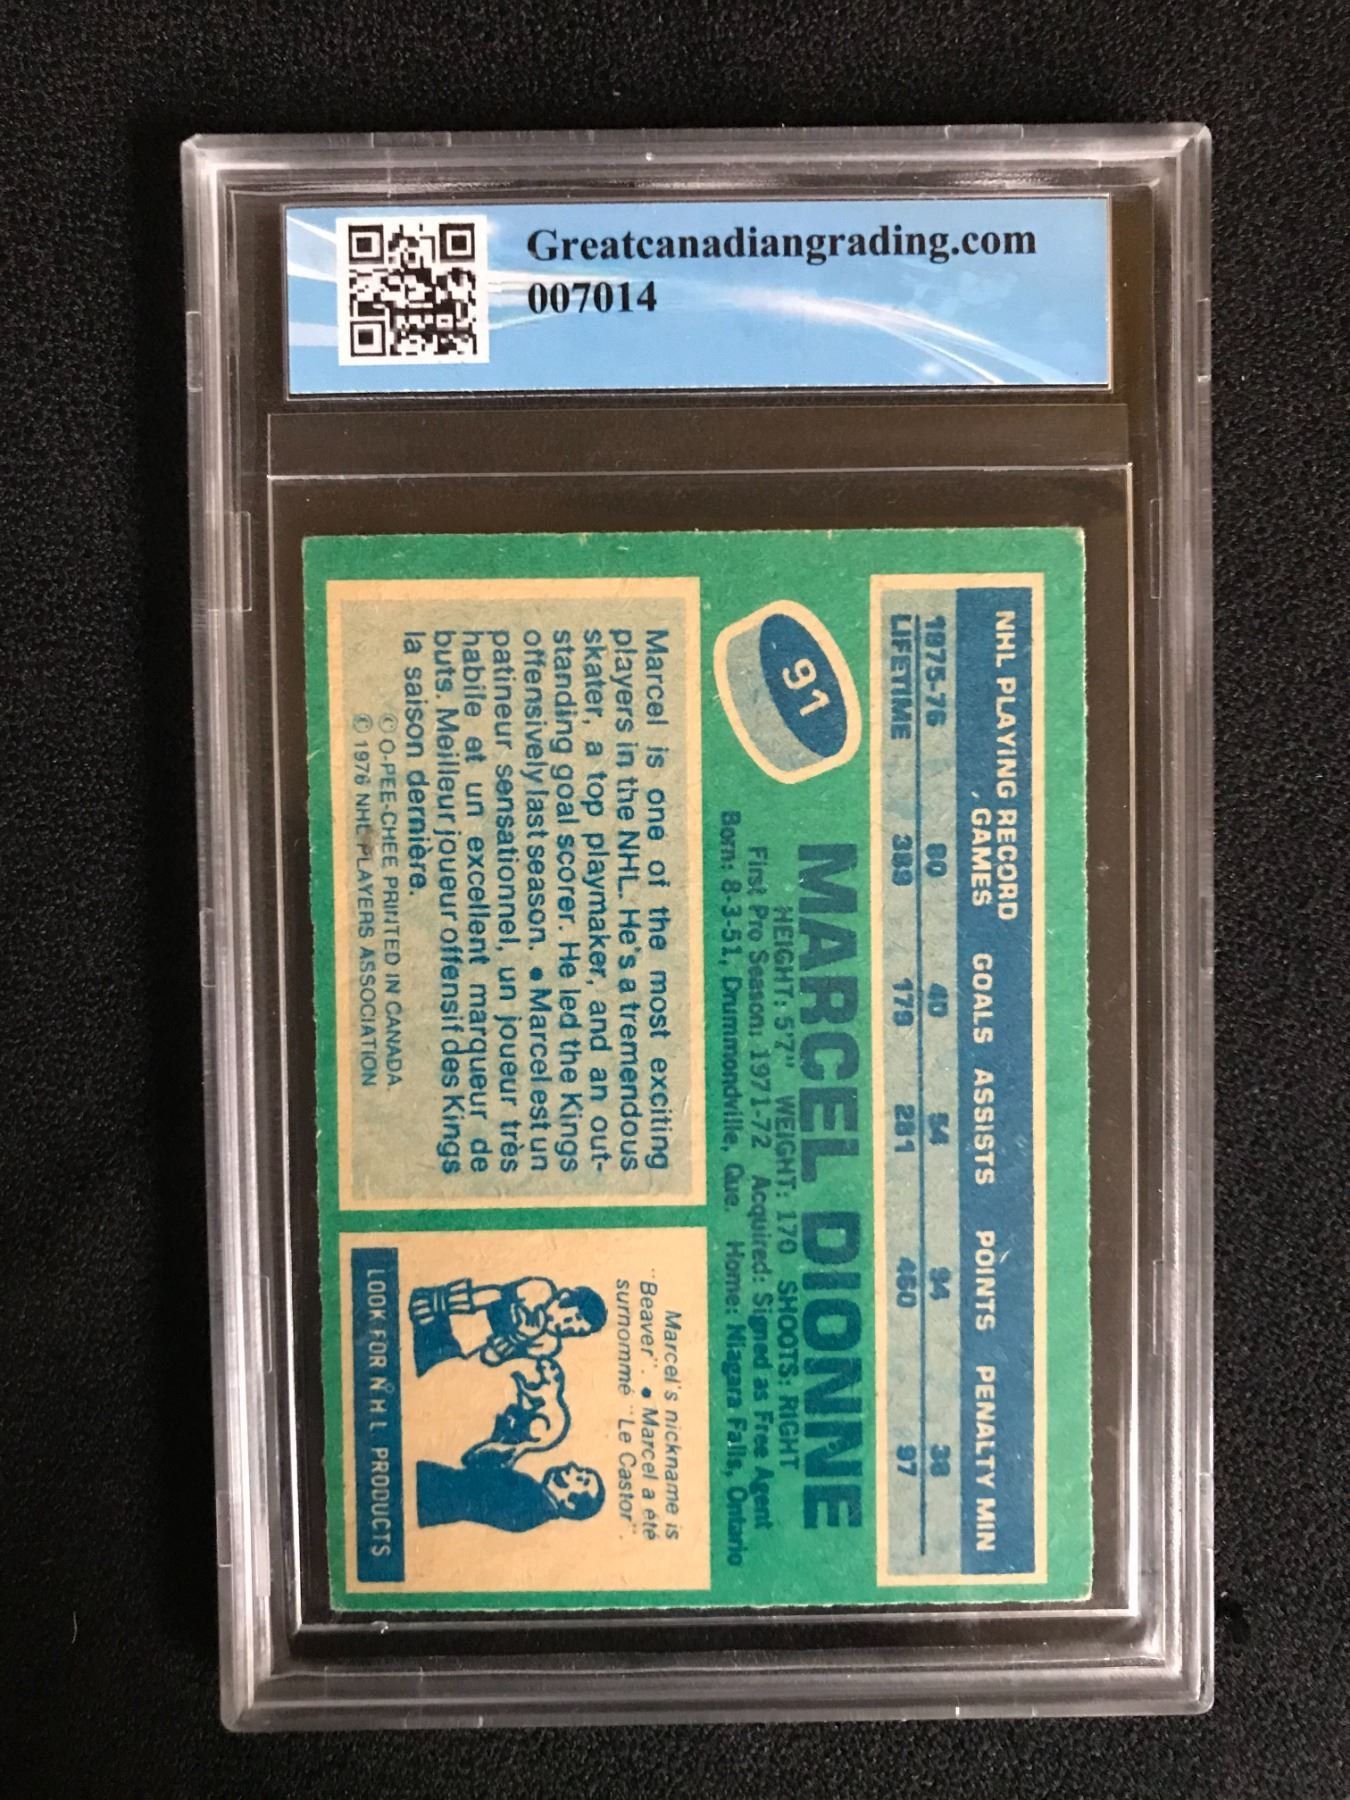 Greatcanadiangrading.com
007014
NHL PLAYING RECORD
GAMES GOALS ASSISTS POINTS PENALTY MIN
1975-76 80 40 54 94 38
LIFETIME 389 179 281 460 97
91
MARCEL DIONNE
HEIGHT: 5'7" WEIGHT: 170 SHOOTS: RIGHT
First Pro Season: 1971-72 Acquired: Signed as Free Agent
Born: 8-3-51, Drummondville, Que. Home: Niagara Falls, Ontario
Marcel is one of the most exciting
players in the NHL. He's a tremendous
skater, a top playmaker, and an out-
standing goal scorer. He led the Kings
offensively last season. • Marcel est un
patineur sensationnel, un joueur très
habile et un excellent marqueur de
buts. Meilleur joueur offensif des Kings
la saison dernière.
© O-PEE-CHEE PRINTED IN CANADA
© 1976 NHL PLAYERS ASSOCIATION
Marcel's nickname is
"Beaver". • Marcel a été
surnommé "Le Castor".
LOOK FOR N H L PRODUCTS